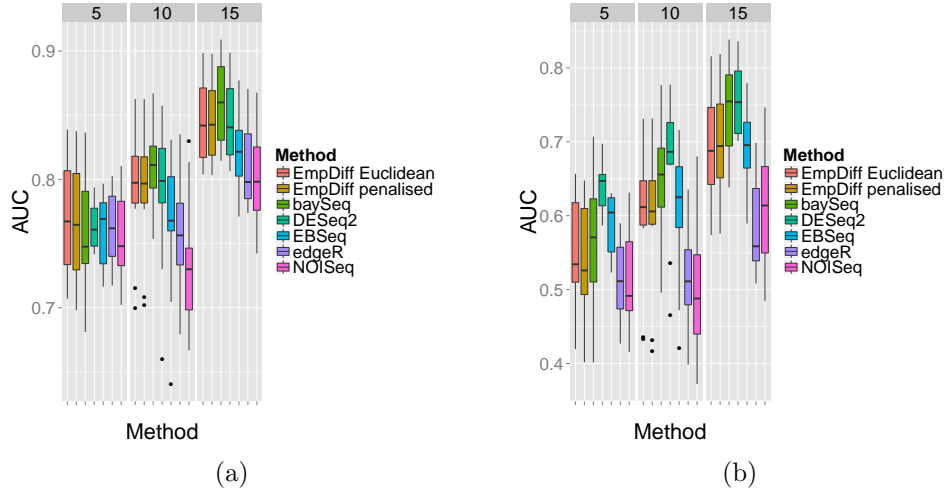 5 10 15
0.9
0.8
0.7
AUC
Method
Method
EmpDiff Euclidean
EmpDiff penalised
baySeq
DESeq2
EBSeq
edgeR
NOISeq
(a)
5 10 15
0.8
0.7
0.6
0.5
0.4
AUC
Method
Method
EmpDiff Euclidean
EmpDiff penalised
baySeq
DESeq2
EBSeq
edgeR
NOISeq
(b)